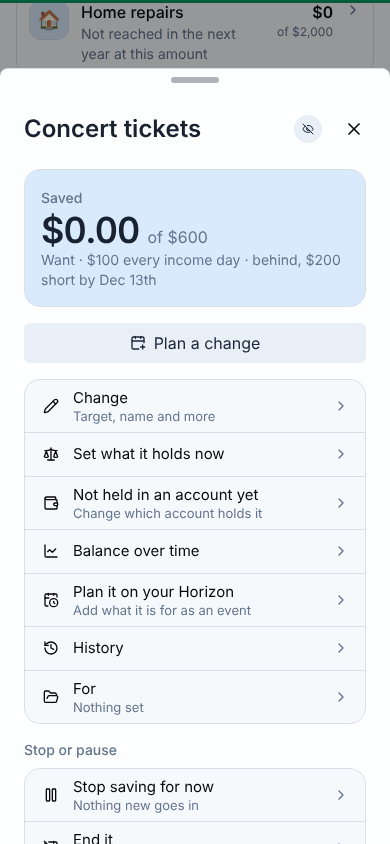 Home repairs
$0
Not reached in the next
of $2,000
year at this amount
Concert tickets
Saved
$0.00 of $600
Want · $100 every income day · behind, $200
short by Dec 13th
Plan a change
Change
Target, name and more
Set what it holds now
Not held in an account yet
Change which account holds it
Balance over time
Plan it on your Horizon
Add what it is for as an event
History
For
Nothing set
Stop or pause
Stop saving for now
Nothing new goes in
End it